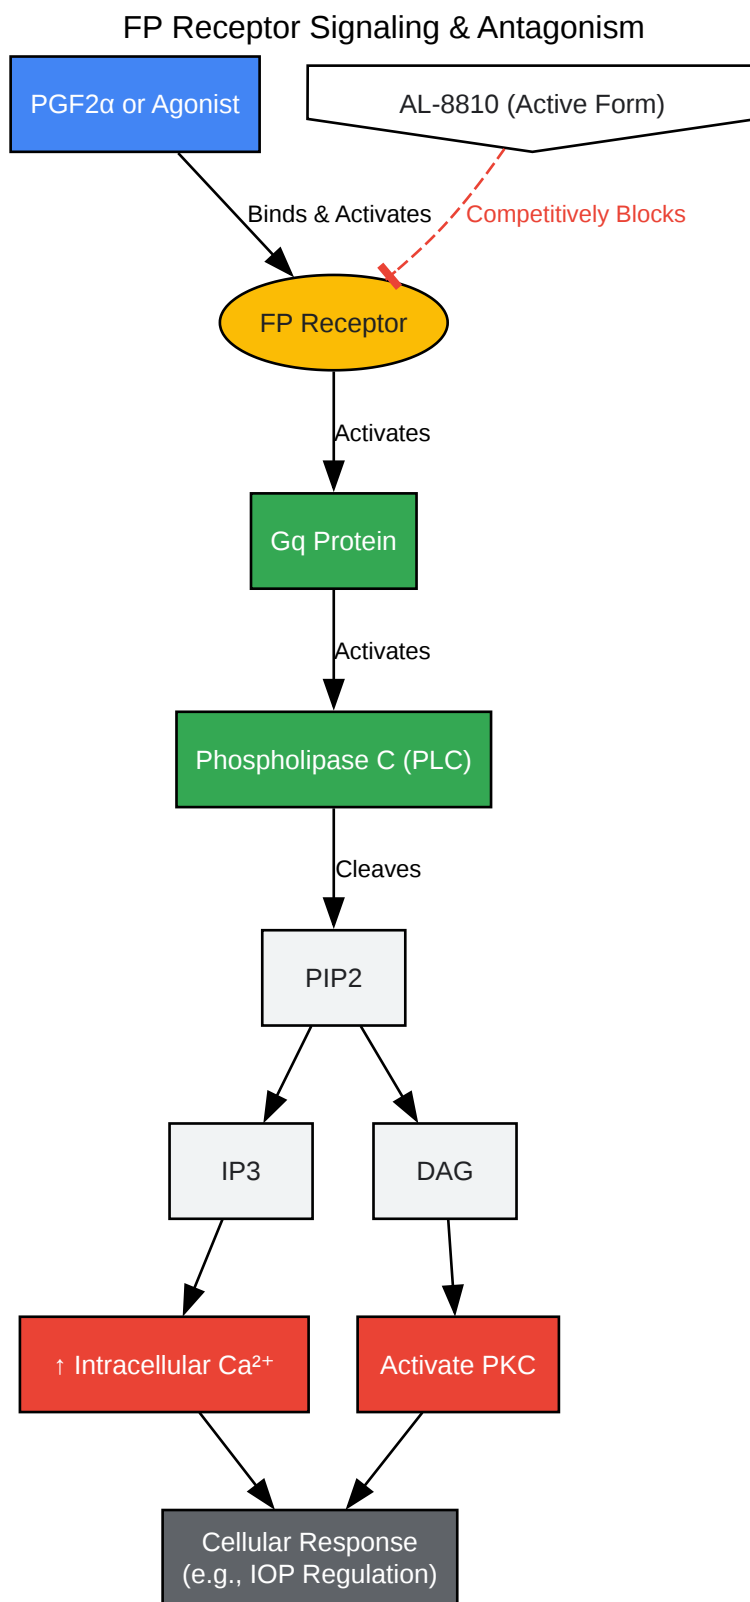 FP Receptor Signaling & Antagonism
PGF2α or Agonist
AL-8810 (Active Form)
Binds & Activates
Competitively Blocks
FP Receptor
Activates
Gq Protein
Activates
Phospholipase C (PLC)
Cleaves
PIP2
IP3
DAG
↑ Intracellular Ca²⁺
Activate PKC
Cellular Response
(e.g., IOP Regulation)